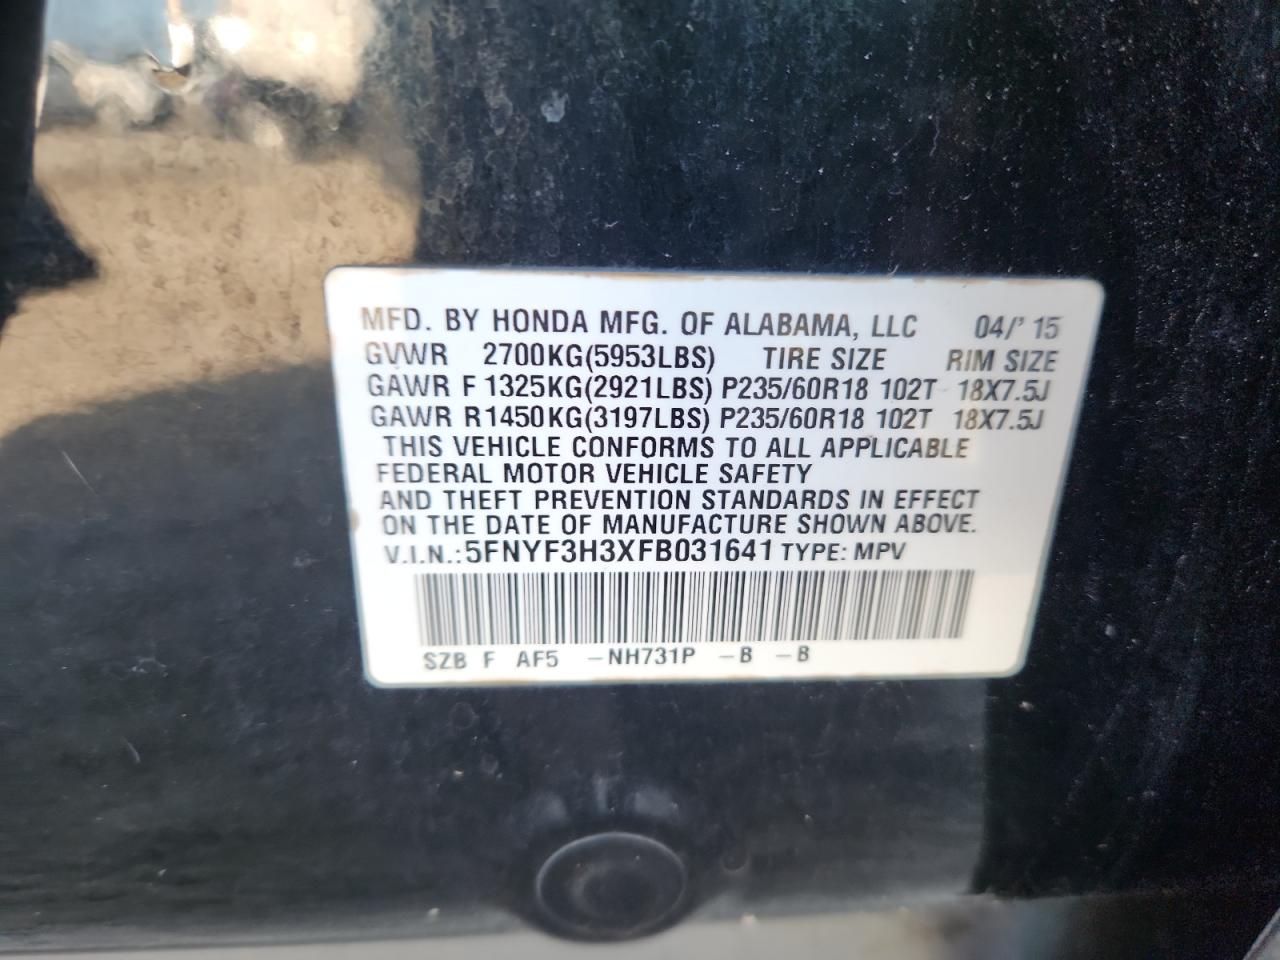 MFD. BY HONDA MFG. OF ALABAMA, LLC 04/' 15
GVWR 2700KG(5953LBS) TIRE SIZE RIM SIZE
GAWR F 1325KG(2921LBS) P235/60R18 102T 18X7.5J
GAWR R1450KG(3197LBS) P235/60R18 102T 18X7.5J
THIS VEHICLE CONFORMS TO ALL APPLICABLE
FEDERAL MOTOR VEHICLE SAFETY
AND THEFT PREVENTION STANDARDS IN EFFECT
ON THE DATE OF MANUFACTURE SHOWN ABOVE.
V.I.N.: 5FNYF3H3XFB031641 TYPE: MPV
SZB F AF5 -NH731P -B -B